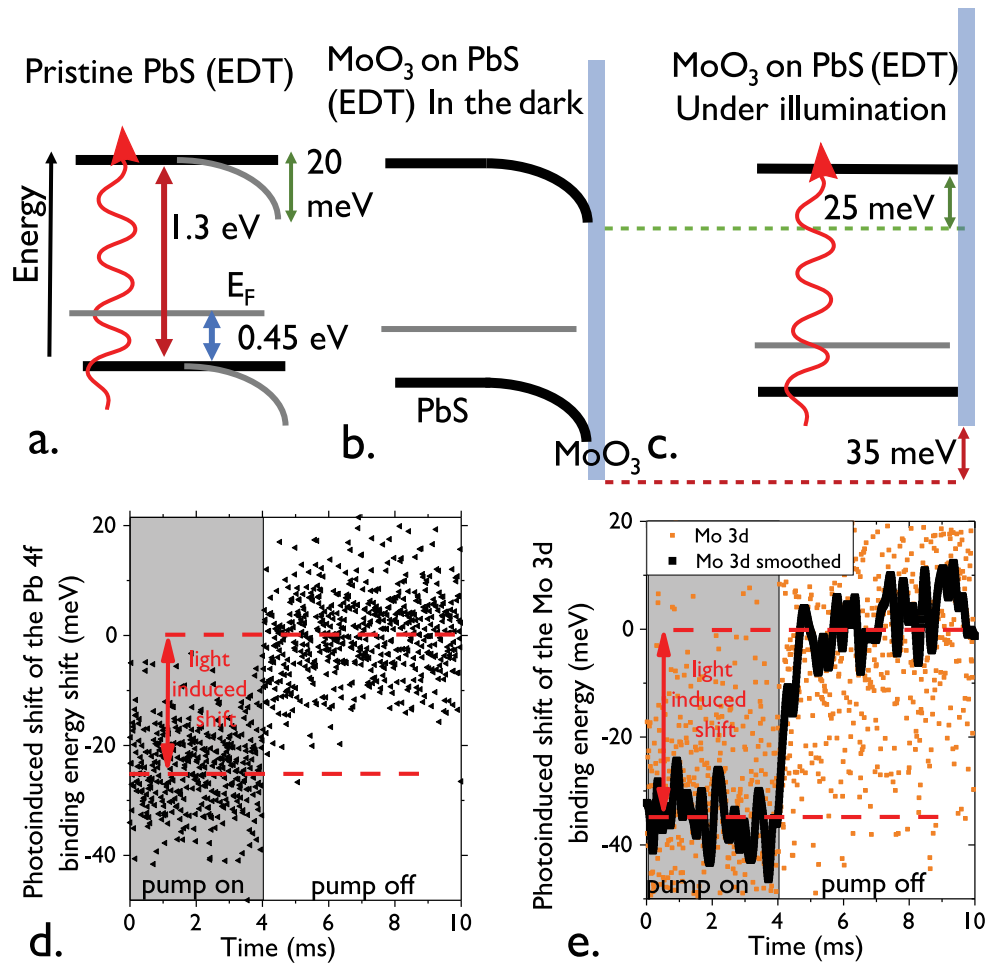 Pristine PbS (EDT)
MoO3 on PbS
(EDT) In the dark
MoO3 on PbS (EDT)
Under illumination
Energy
20
meV
1.3 eV
EF
0.45 eV
a.
PbS
b.
MoO3
25 meV
c.
35 meV
Photoinduced shift of the Pb 4f
binding energy shift (meV)
20
0
-20
-40
light
induced
shift
pump on
pump off
0
2
4
6
8
10
Time (ms)
d.
Photoinduced shift of the Mo 3d
binding energy (meV)
20
0
-20
-40
Mo 3d
Mo 3d smoothed
light
induced
shift
pump on
pump off
0
2
4
6
8
10
Time (ms)
e.